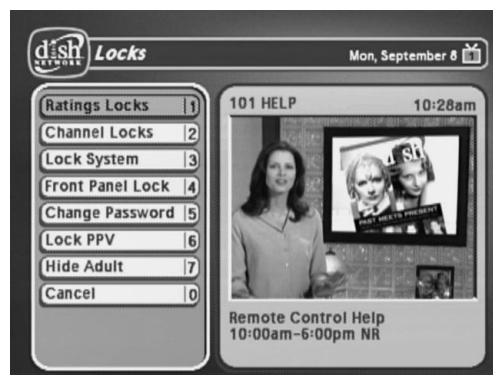 dish
NETWORK
Locks
Mon, September 8
1
Ratings Locks 1
Channel Locks 2
Lock System 3
Front Panel Lock 4
Change Password 5
Lock PPV 6
Hide Adult 7
Cancel 0
101 HELP 10:28am
dish
PAST MEETS PRESENT
Remote Control Help
10:00am-6:00pm NR